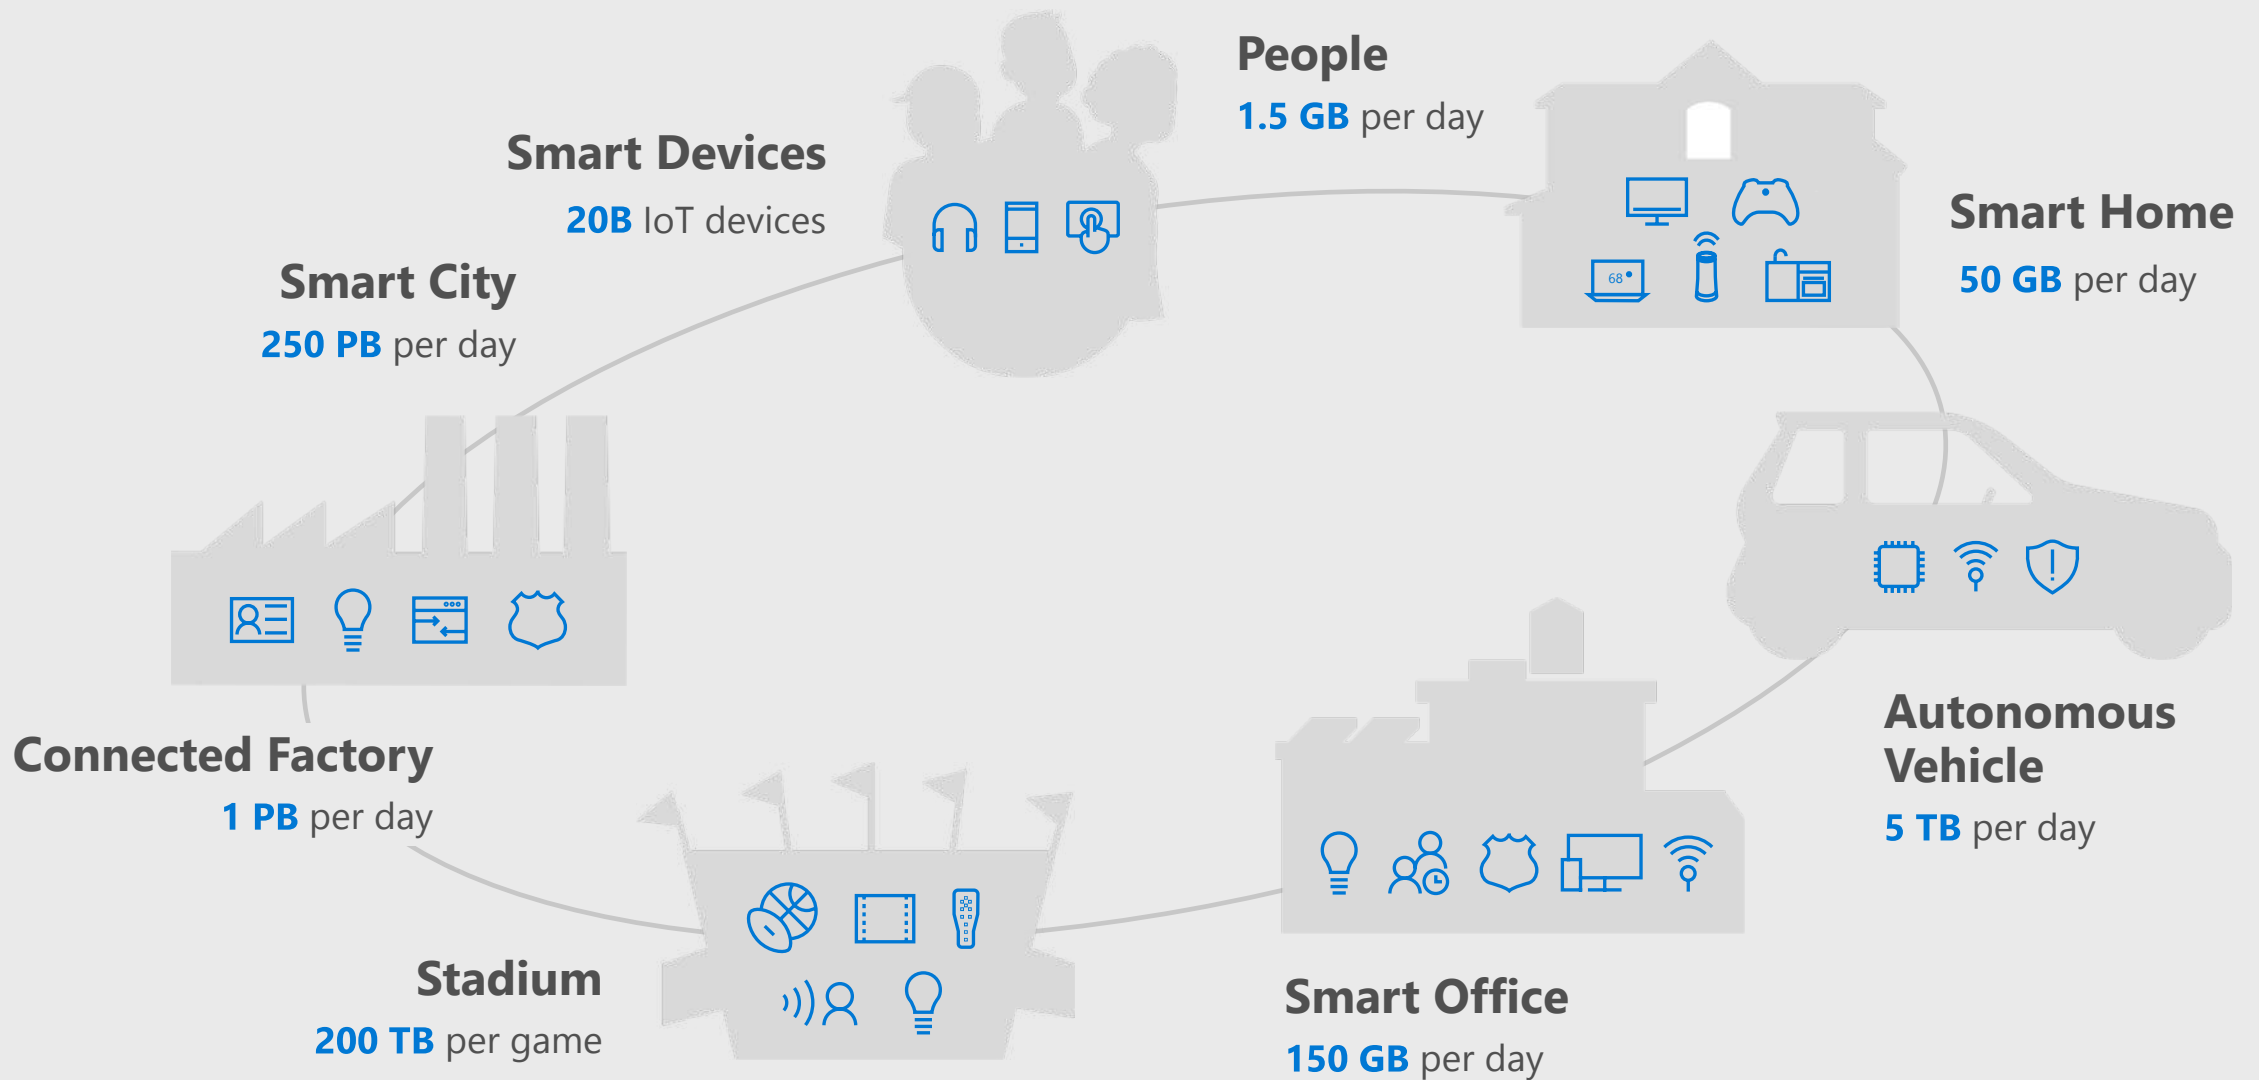 People
1.5 GB per day
Smart Devices
20B IoT devices
Smart Home
50 GB per day
Smart City
250 PB per day
68°
Autonomous
Vehicle
5 TB per day
Connected Factory
1 PB per day
Stadium
200 TB per game
Smart Office
150 GB per day